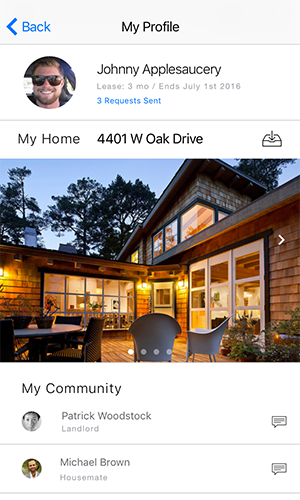 Back My Profile
Johnny Applesaucery
Lease: 3 mo / Ends July 1st 2016
3 Requests Sent
My Home 4401 W Oak Drive
My Community
Patrick Woodstock
Landlord
Michael Brown
Housemate